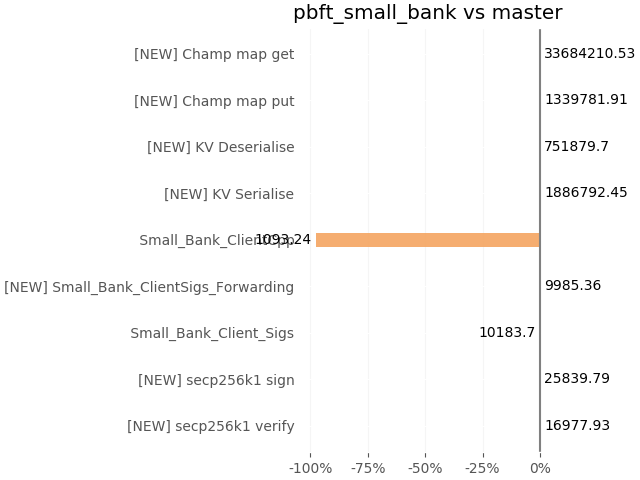 pbft_small_bank vs master
[NEW] Champ map get 33684210.53
[NEW] Champ map put 1339781.91
[NEW] KV Deserialise 751879.7
[NEW] KV Serialise 1886792.45
Small_Bank_ClientCpp 1093.24
[NEW] Small_Bank_ClientSigs_Forwarding 9985.36
Small_Bank_Client_Sigs 10183.7
[NEW] secp256k1 sign 25839.79
[NEW] secp256k1 verify 16977.93
-100% -75% -50% -25% 0%